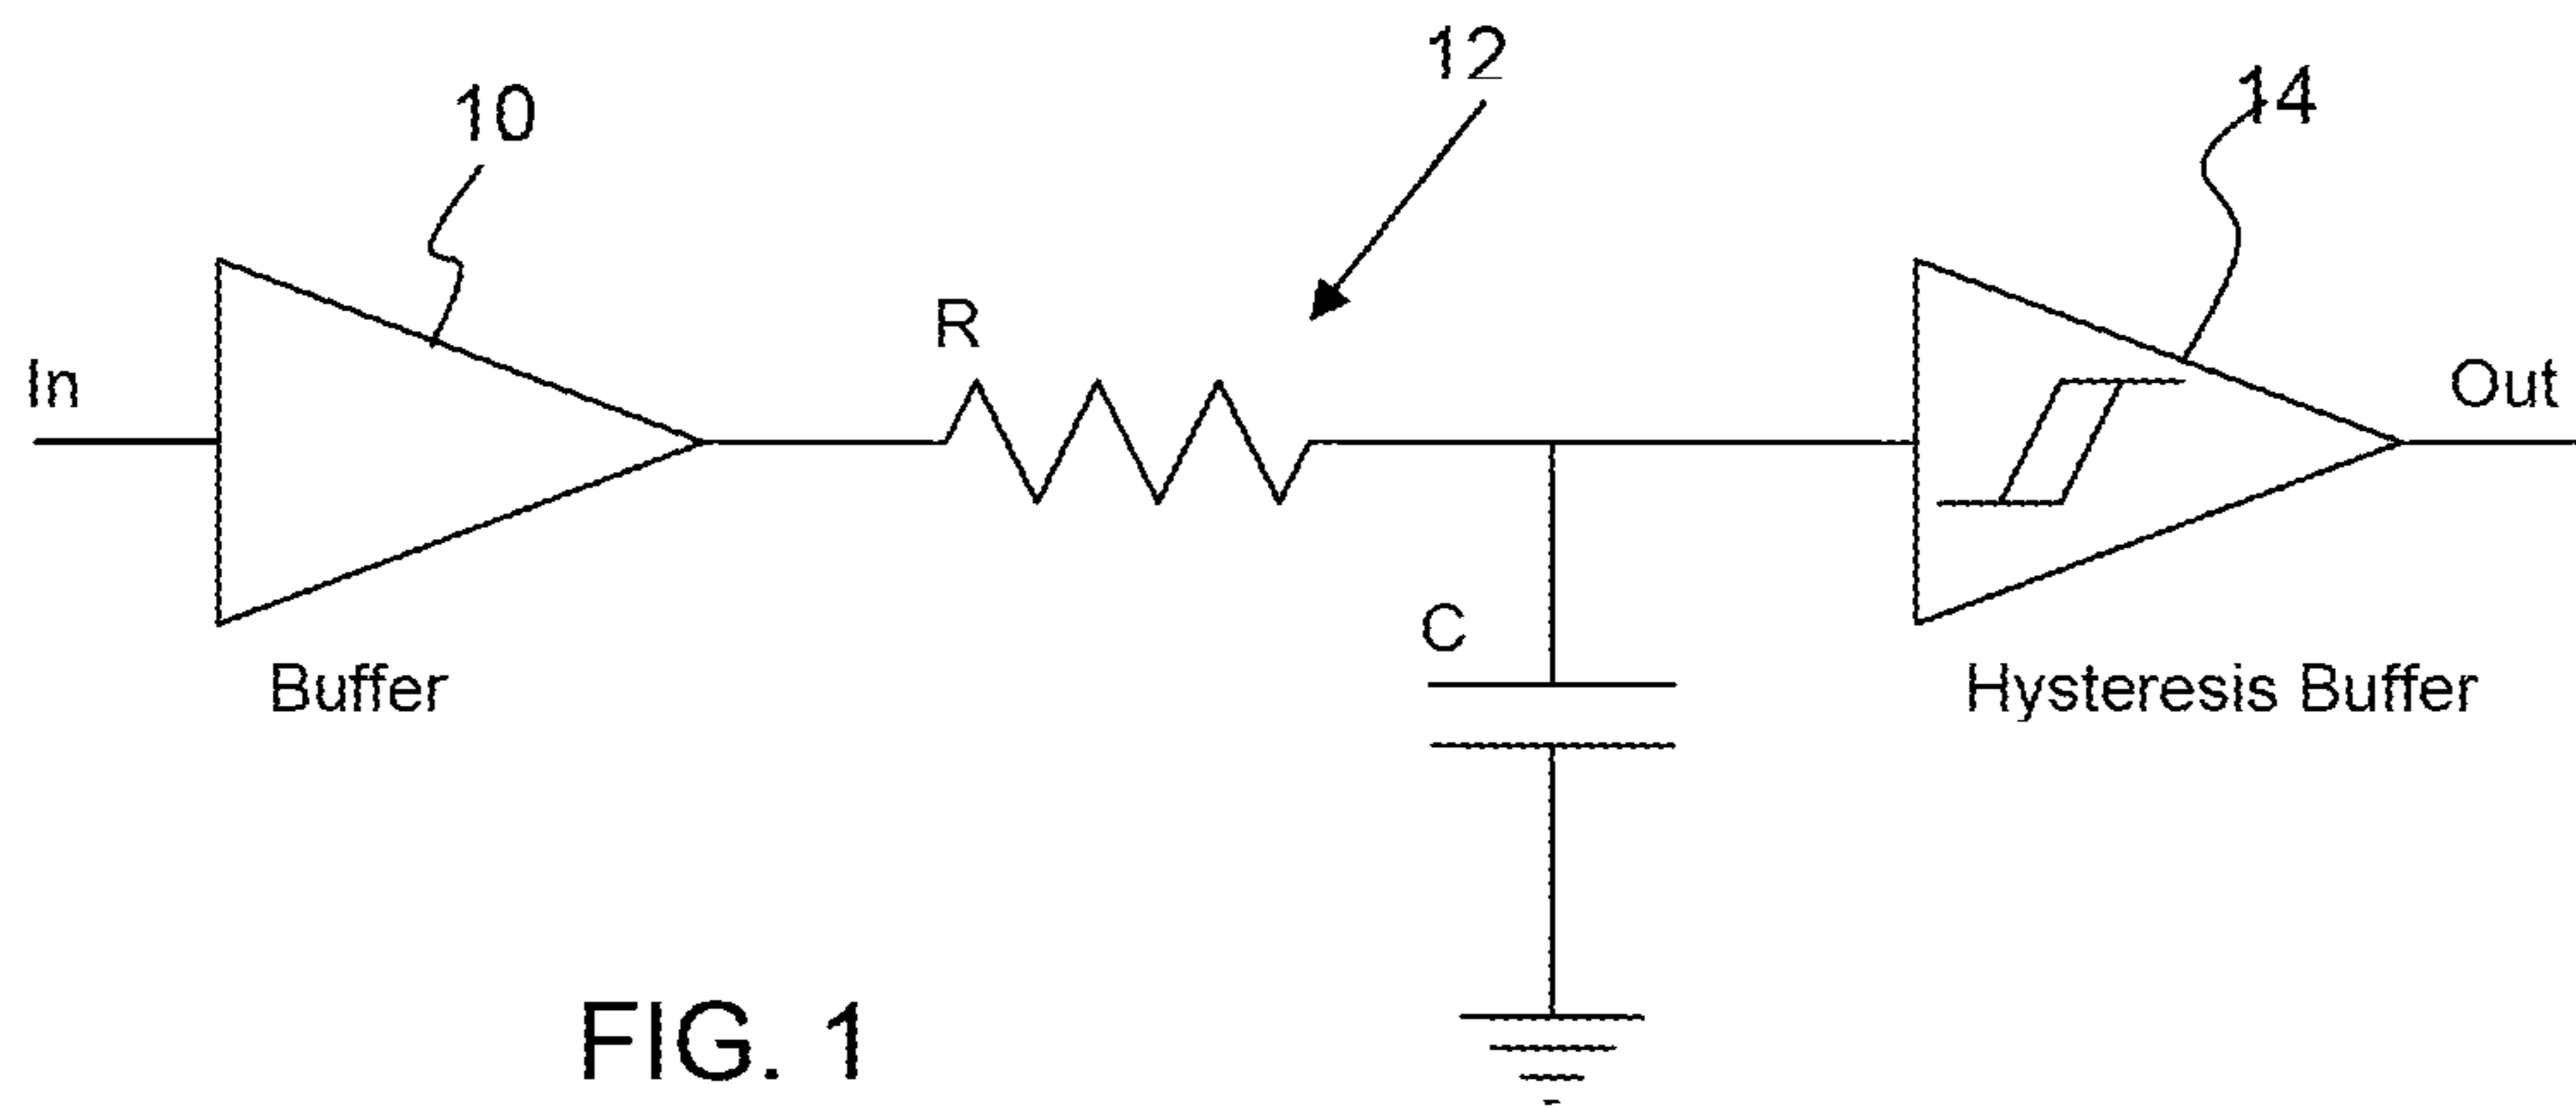 12
14
10
R
In
Out
C
Buffer
Hysteresis Buffer
FIG. 1